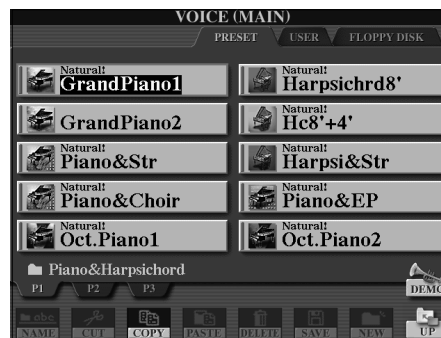 VOICE (MAIN)
PRESET USER FLOPPY DISK
Natural!
GrandPiano1
Natural!
Harpsichrd8'
GrandPiano2
Natural!
Hc8'+4'
Natural!
Piano&Str
Natural!
Harpsi&Str
Natural!
Piano&Choir
Natural!
Piano&EP
Natural!
Oct.Piano1
Natural!
Oct.Piano2
Piano&Harpsichord
P1 P2 P3
DEMO
abc
NAME CUT COPY PASTE DELETE SAVE NEW UP